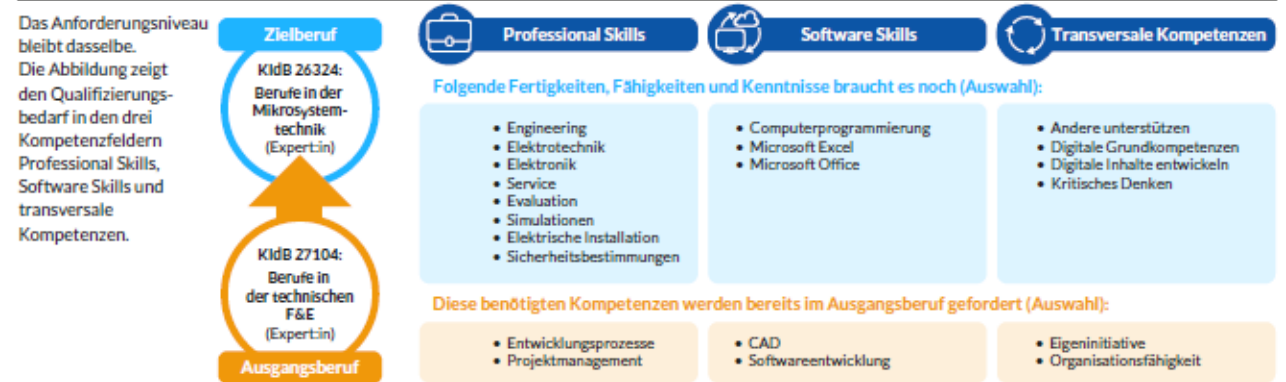 Das Anforderungsniveau
bleibt dasselbe.
Die Abbildung zeigt
den Qualifizierungs-
bedarf in den drei
Kompetenzfeldern
Professional Skills,
Software Skills und
transversale
Kompetenzen.
Zielberuf
KldB 26324:
Berufe in der
Mikrosystem-
technik
(Expert:in)
KldB 27104:
Berufe in
der technischen
F&E
(Expert:in)
Ausgangsberuf
Professional Skills
Software Skills
Transversale Kompetenzen
Folgende Fertigkeiten, Fähigkeiten und Kenntnisse braucht es noch (Auswahl):
• Engineering
• Elektrotechnik
• Elektronik
• Service
• Evaluation
• Simulationen
• Elektrische Installation
• Sicherheitsbestimmungen
• Computerprogrammierung
• Microsoft Excel
• Microsoft Office
• Andere unterstützen
• Digitale Grundkompetenzen
• Digitale Inhalte entwickeln
• Kritisches Denken
Diese benötigten Kompetenzen werden bereits im Ausgangsberuf gefordert (Auswahl):
• Entwicklungsprozesse
• Projektmanagement
• CAD
• Softwareentwicklung
• Eigeninitiative
• Organisationsfähigkeit